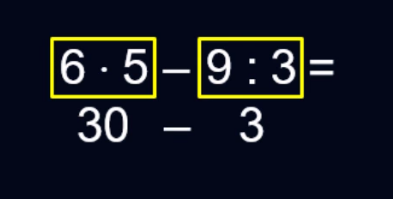 6 · 5 – 9 : 3 =
30 – 3